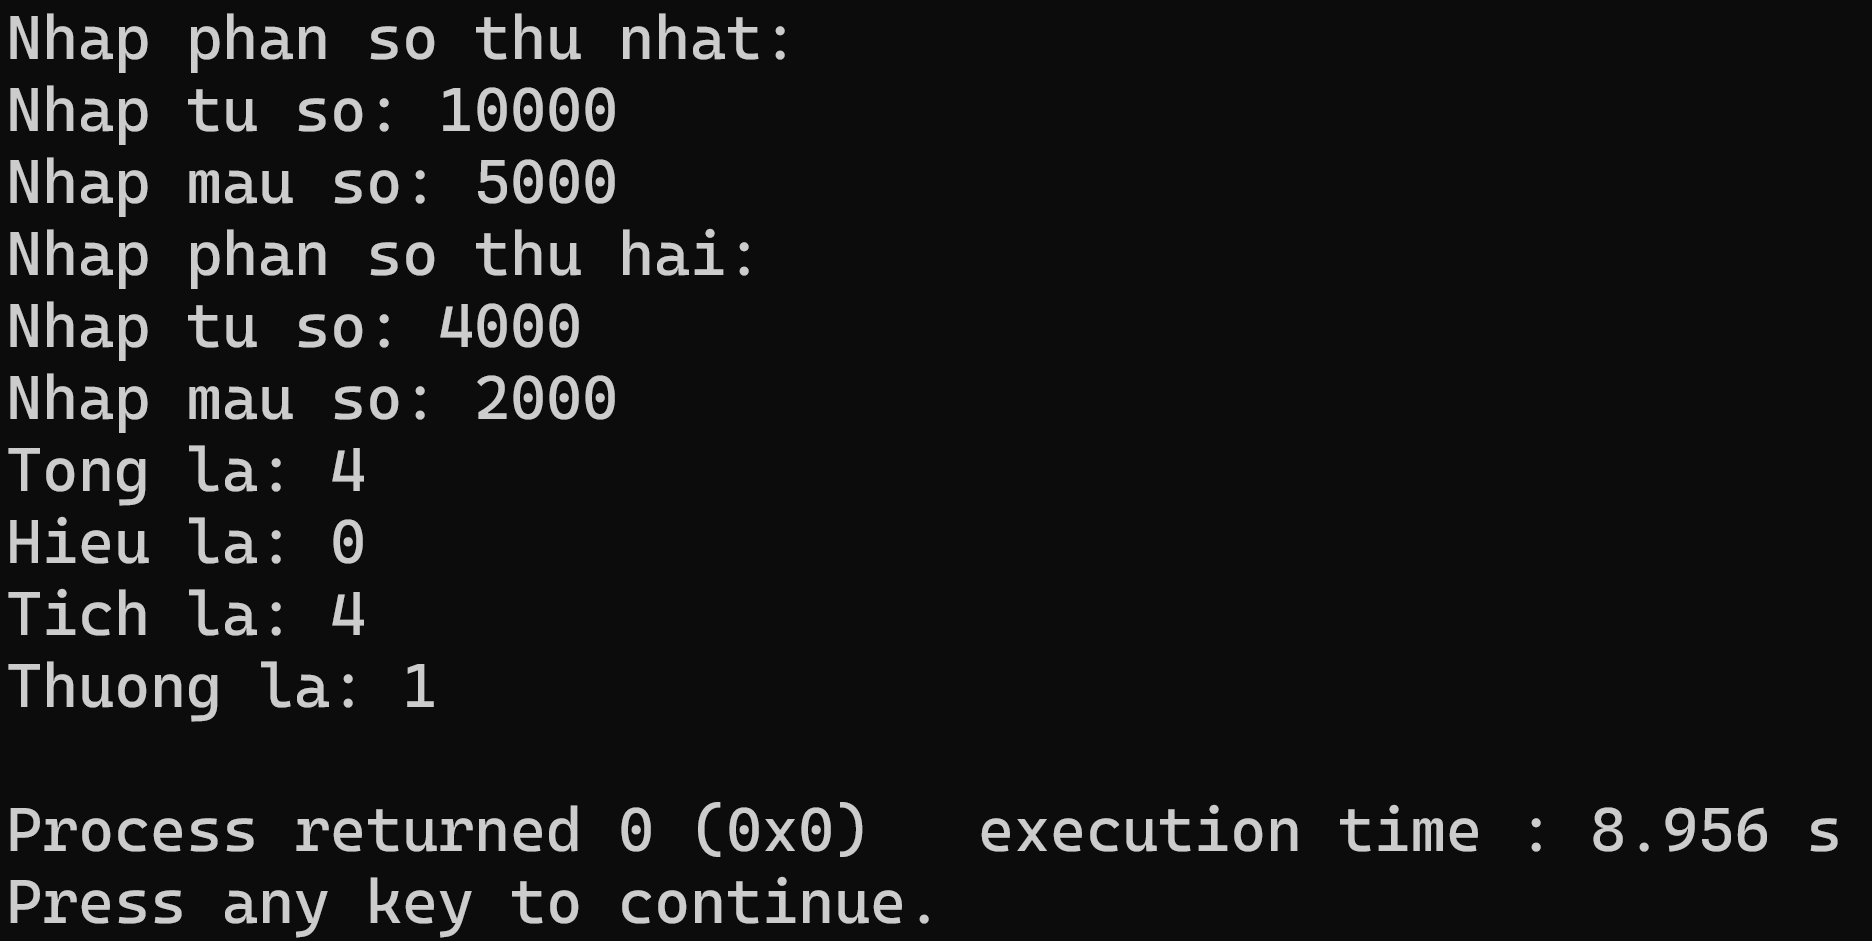 Nhap phan so thu nhat:
Nhap tu so: 10000
Nhap mau so: 5000
Nhap phan so thu hai:
Nhap tu so: 4000
Nhap mau so: 2000
Tong la: 4
Hieu la: 0
Tich la: 4
Thuong la: 1
Process returned 0 (0x0)   execution time : 8.956 s
Press any key to continue.